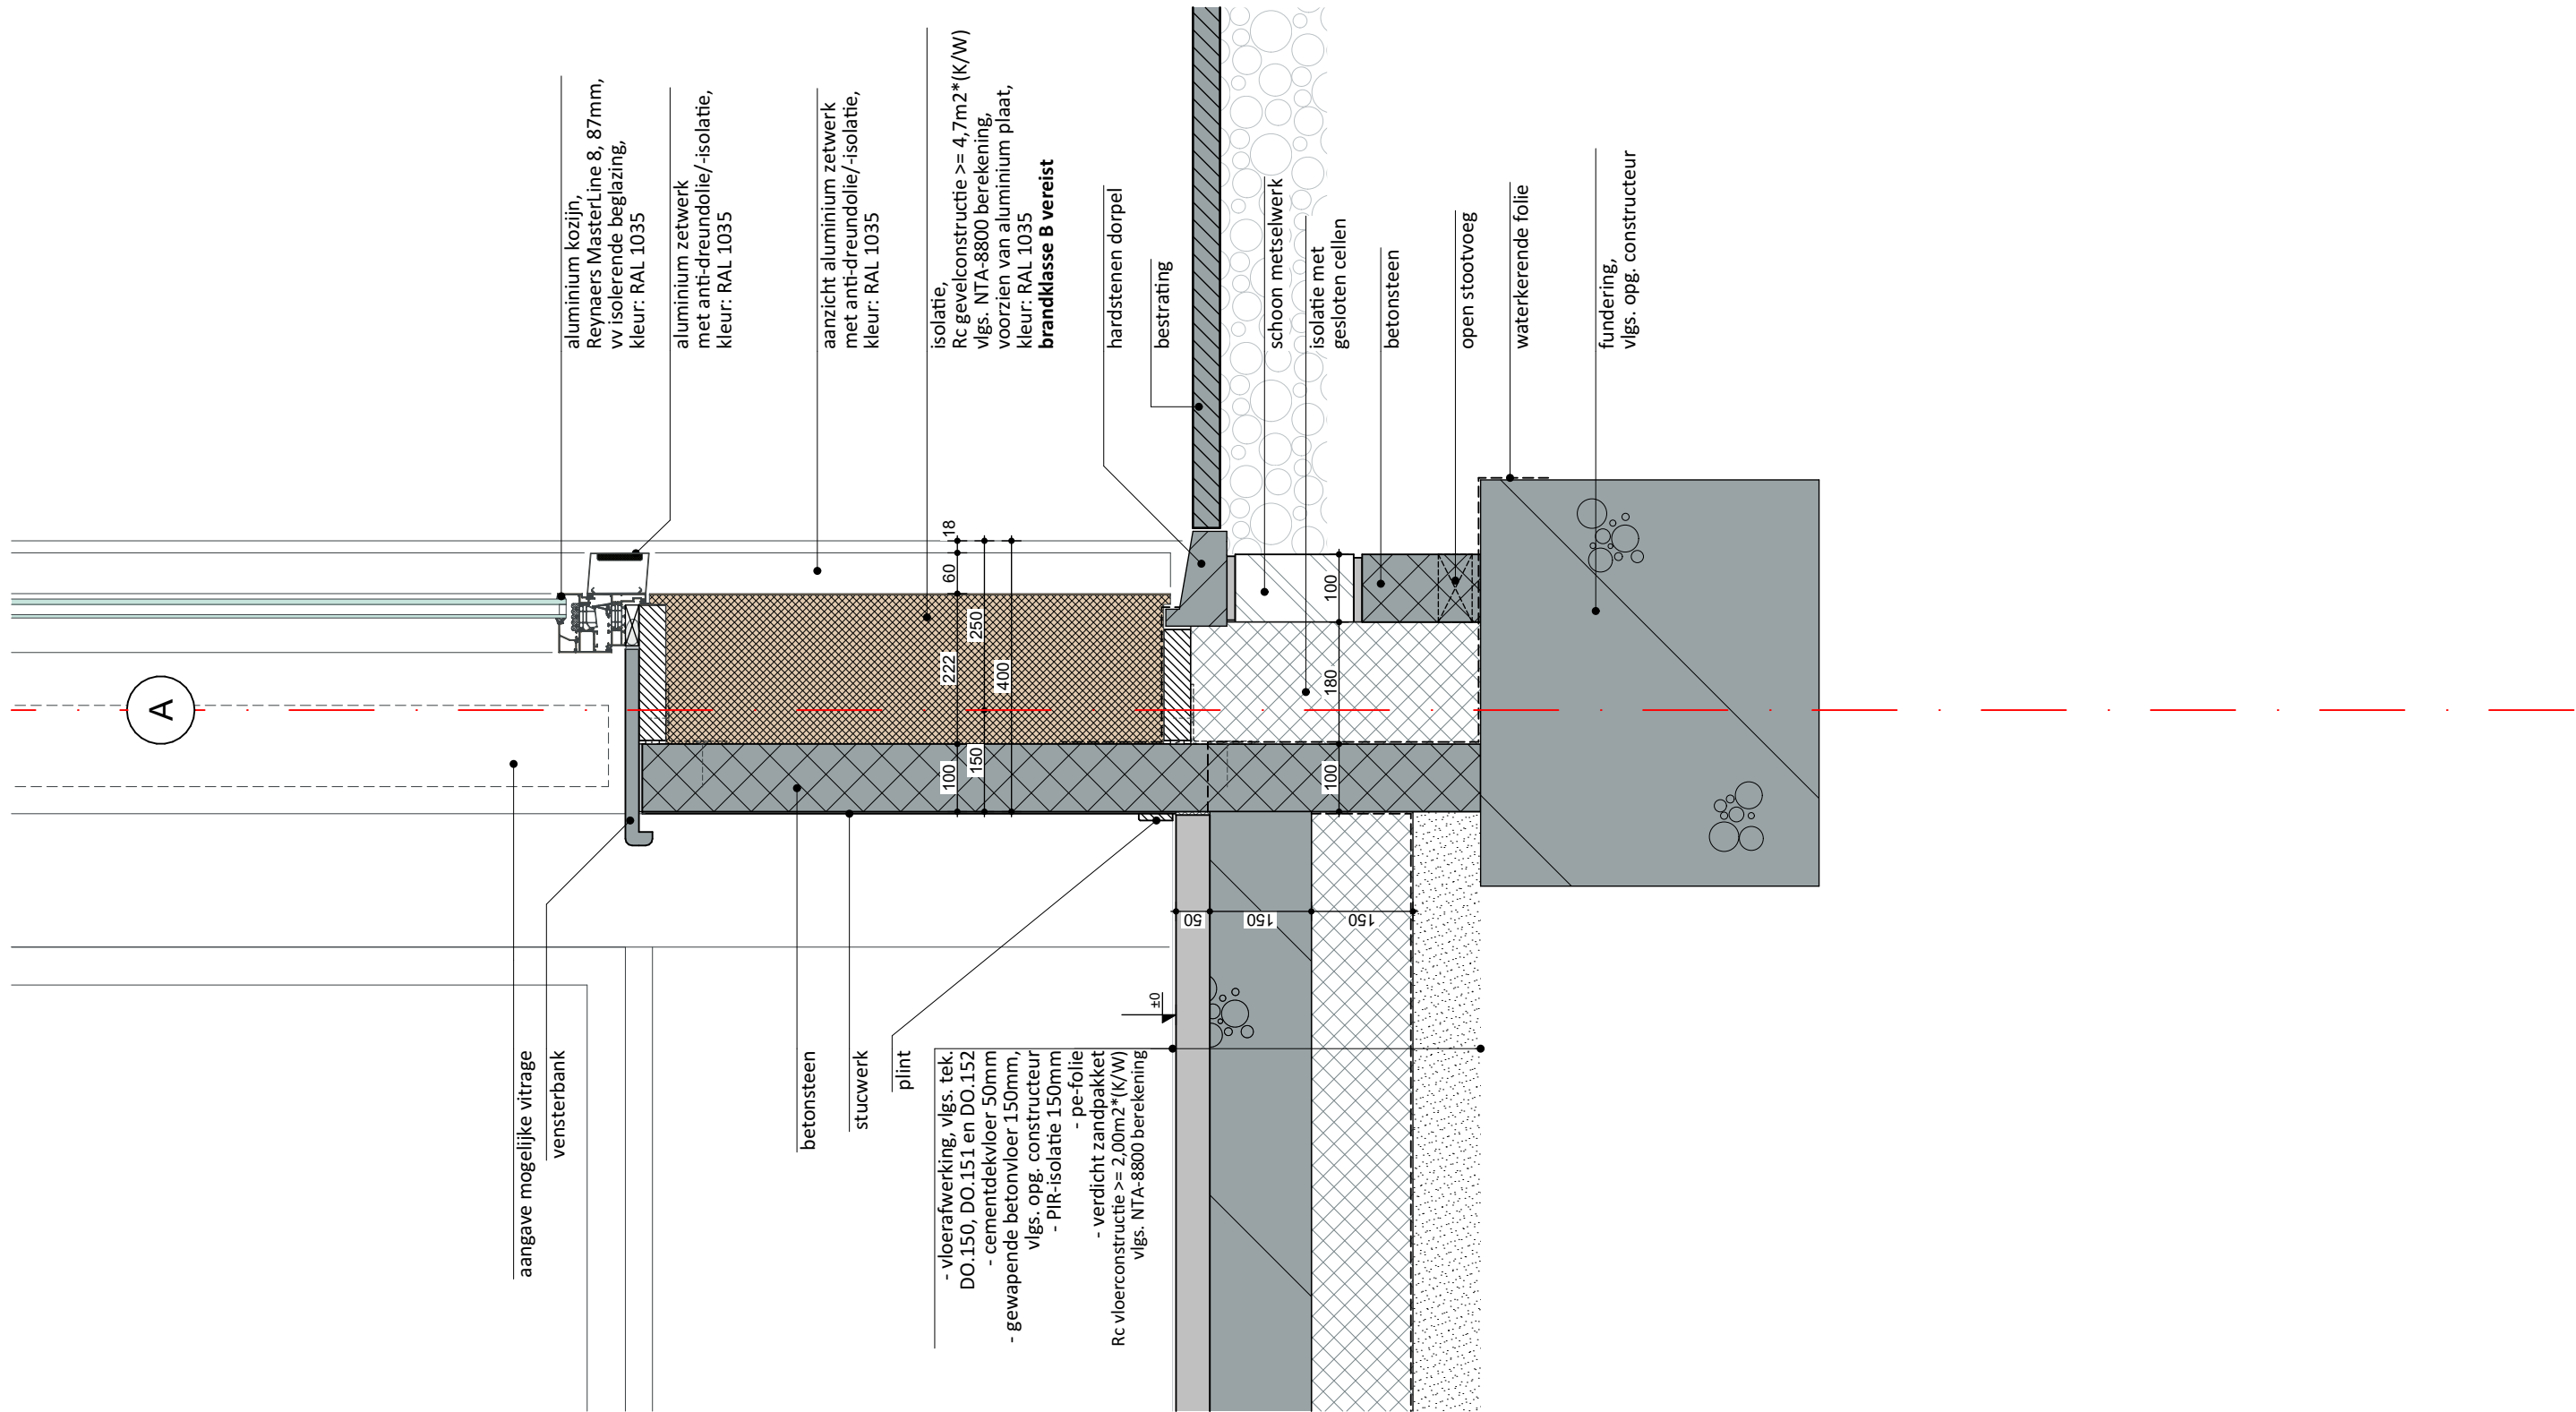 aluminium kozijn,
Reynaers MasterLine 8, 87mm,
vv isolerende beglazing,
kleur: RAL 1035
aluminium zetwerk
met anti-dreundolie/-isolatie,
kleur: RAL 1035
aanzicht aluminium zetwerk
met anti-dreundolie/-isolatie,
kleur: RAL 1035
isolatie,
Rc gevelconstructie >= 4,7m2*(K/W)
vlgs. NTA-8800 berekening,
voorzien van aluminium plaat,
kleur: RAL 1035
brandklasse B vereist
hardstenen dorpel
bestrating
schoon metselwerk
isolatie met
gesloten cellen
betonsteen
open stootvoeg
waterkerende folie
fundering,
vlgs. opg. constructeur
A
18
60
250
222
400
150
100
100
180
100
50
150
150
±0
aangave mogelijke vitrage
vensterbank
betonsteen
stucwerk
plint
- vloerafwerking, vlgs. tek.
DO.150, DO.151 en DO.152
- cementdekvloer 50mm
- gewapende betonvloer 150mm,
vlgs. opg. constructeur
- PIR-isolatie 150mm
- pe-folie
- verdicht zandpakket
Rc vloerconstructie >= 2,00m2*(K/W)
vlgs. NTA-8800 berekening